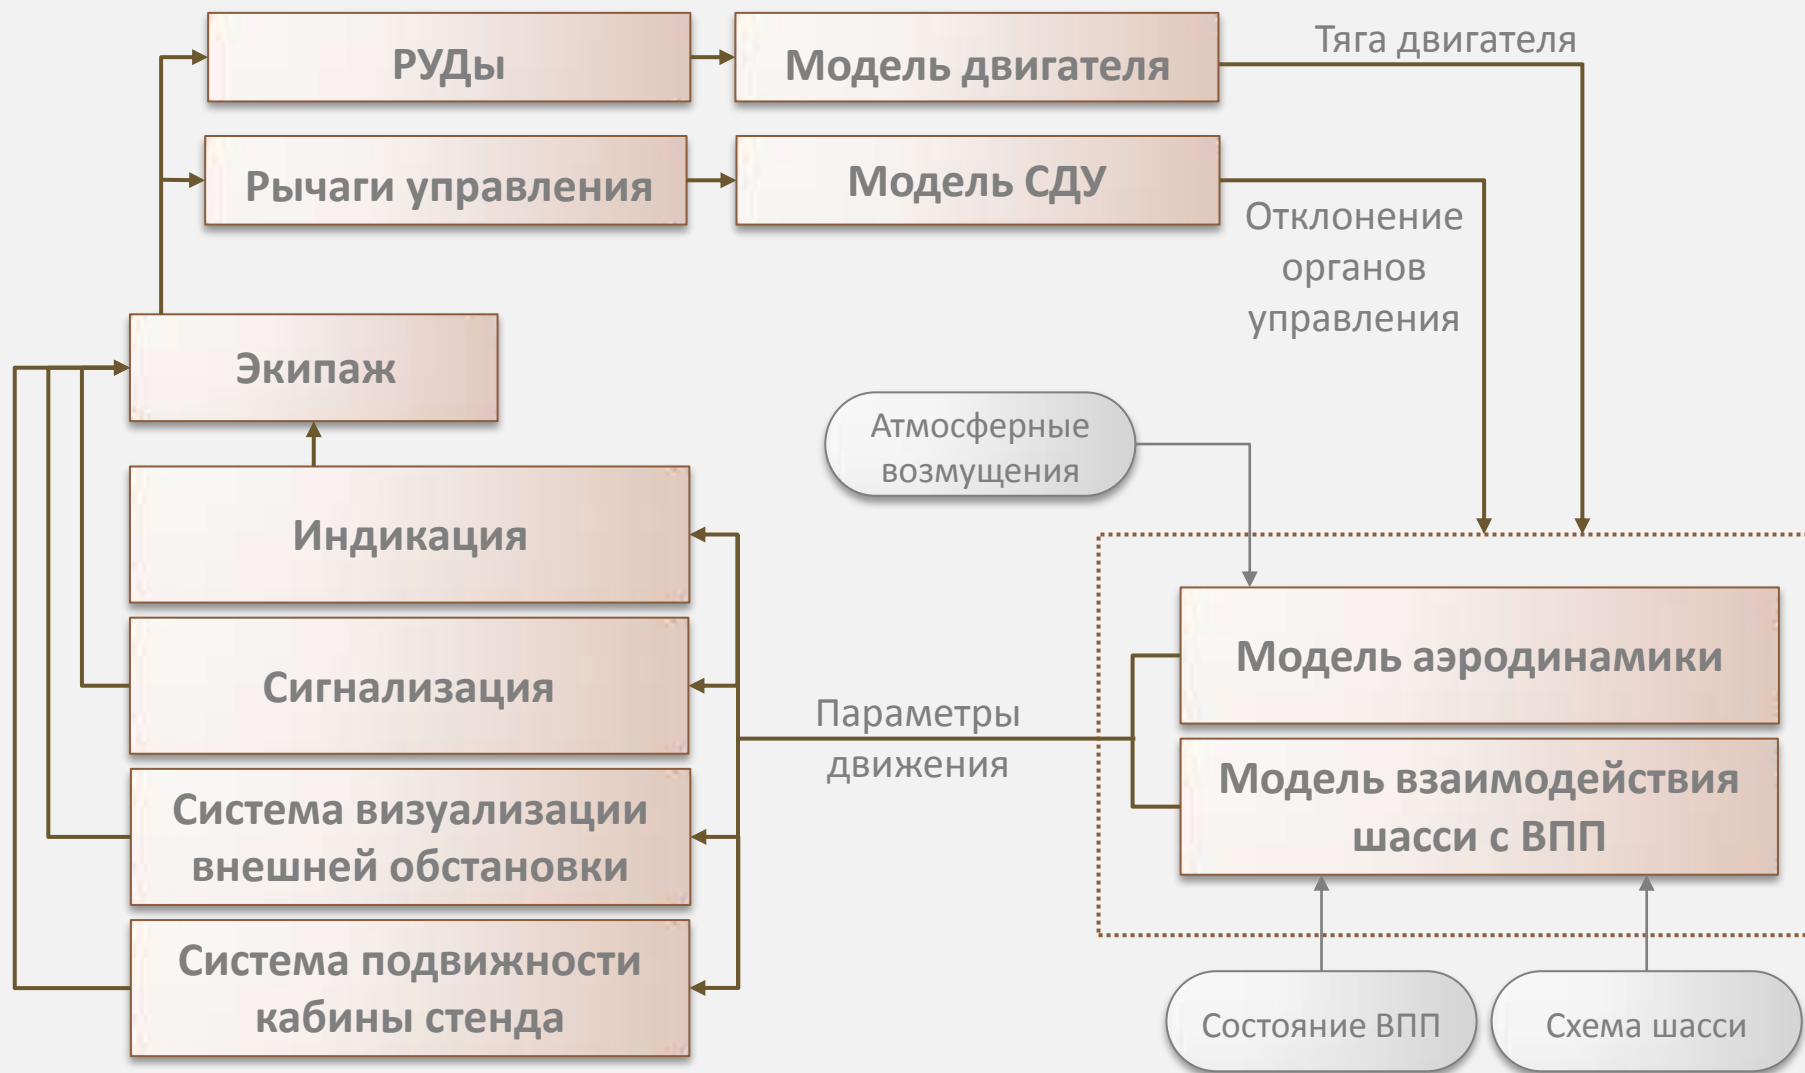 РУДы
Модель двигателя
Тяга двигателя
Рычаги управления
Модель СДУ
Отклонение
органов
управления
Экипаж
Атмосферные
возмущения
Индикация
Сигнализация
Модель аэродинамики
Параметры
движения
Система визуализации
внешней обстановки
Модель взаимодействия
шасси с ВПП
Система подвижности
кабины стенда
Состояние ВПП
Схема шасси